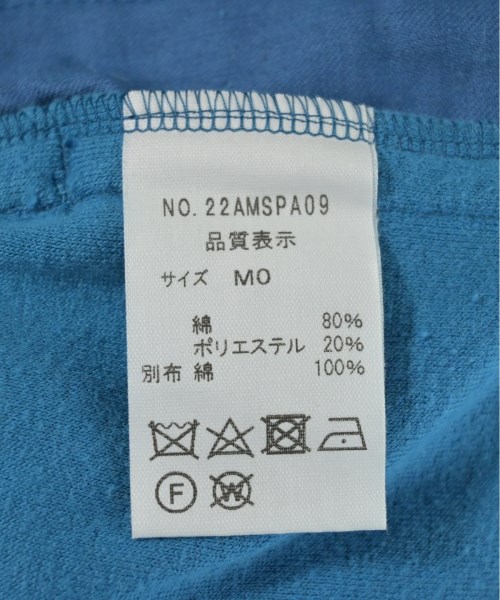 NO. 22AMSPA09
品質表示
サイズ MO
綿 80%
ポリエステル 20%
別布 綿 100%
F W